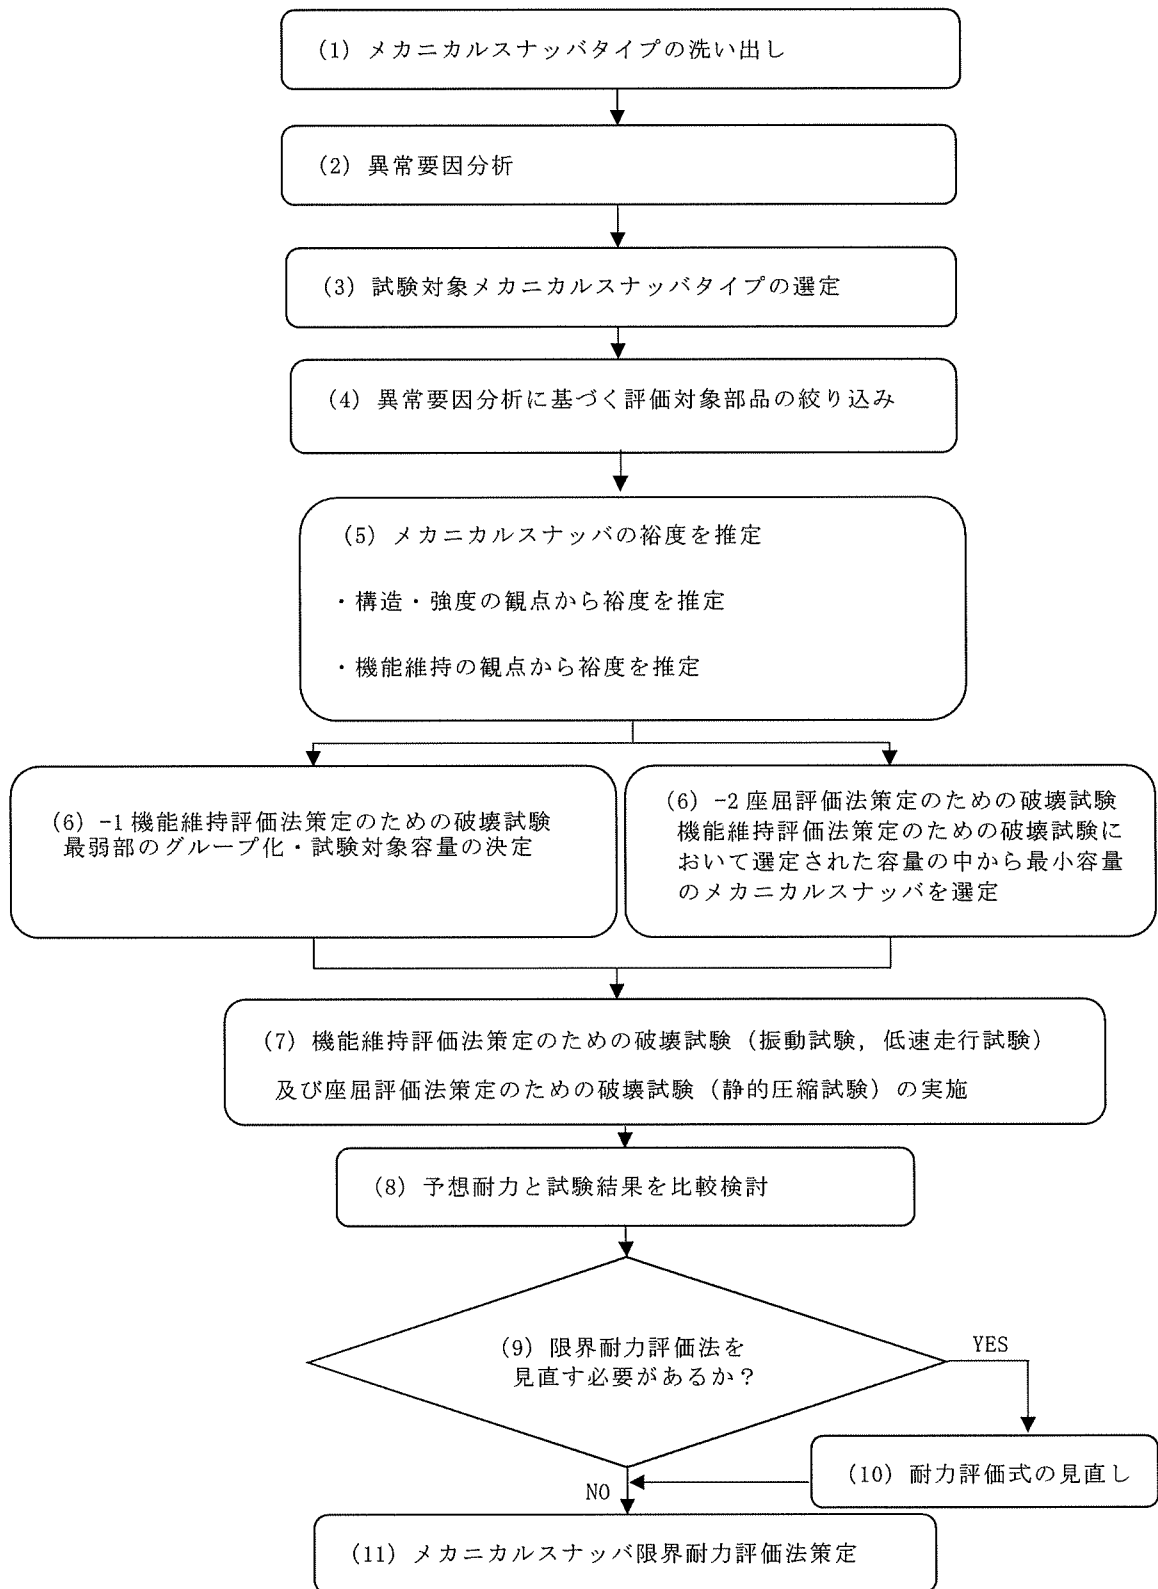 (1) メカニカルスナッバタイプの洗い出し
(2) 異常要因分析
(3) 試験対象メカニカルスナッバタイプの選定
(4) 異常要因分析に基づく評価対象部品の絞り込み
(5) メカニカルスナッバの裕度を推定
・構造・強度の観点から裕度を推定
・機能維持の観点から裕度を推定
(6) -1 機能維持評価法策定のための破壊試験
最弱部のグループ化・試験対象容量の決定
(6) -2 座屈評価法策定のための破壊試験
機能維持評価法策定のための破壊試験に
おいて選定された容量の中から最小容量
のメカニカルスナッバを選定
(7) 機能維持評価法策定のための破壊試験 (振動試験, 低速走行試験)
及び座屈評価法策定のための破壊試験 (静的圧縮試験) の実施
(8) 予想耐力と試験結果を比較検討
(9) 限界耐力評価法を
見直す必要があるか?
YES
(10) 耐力評価式の見直し
NO
(11) メカニカルスナッバ限界耐力評価法策定